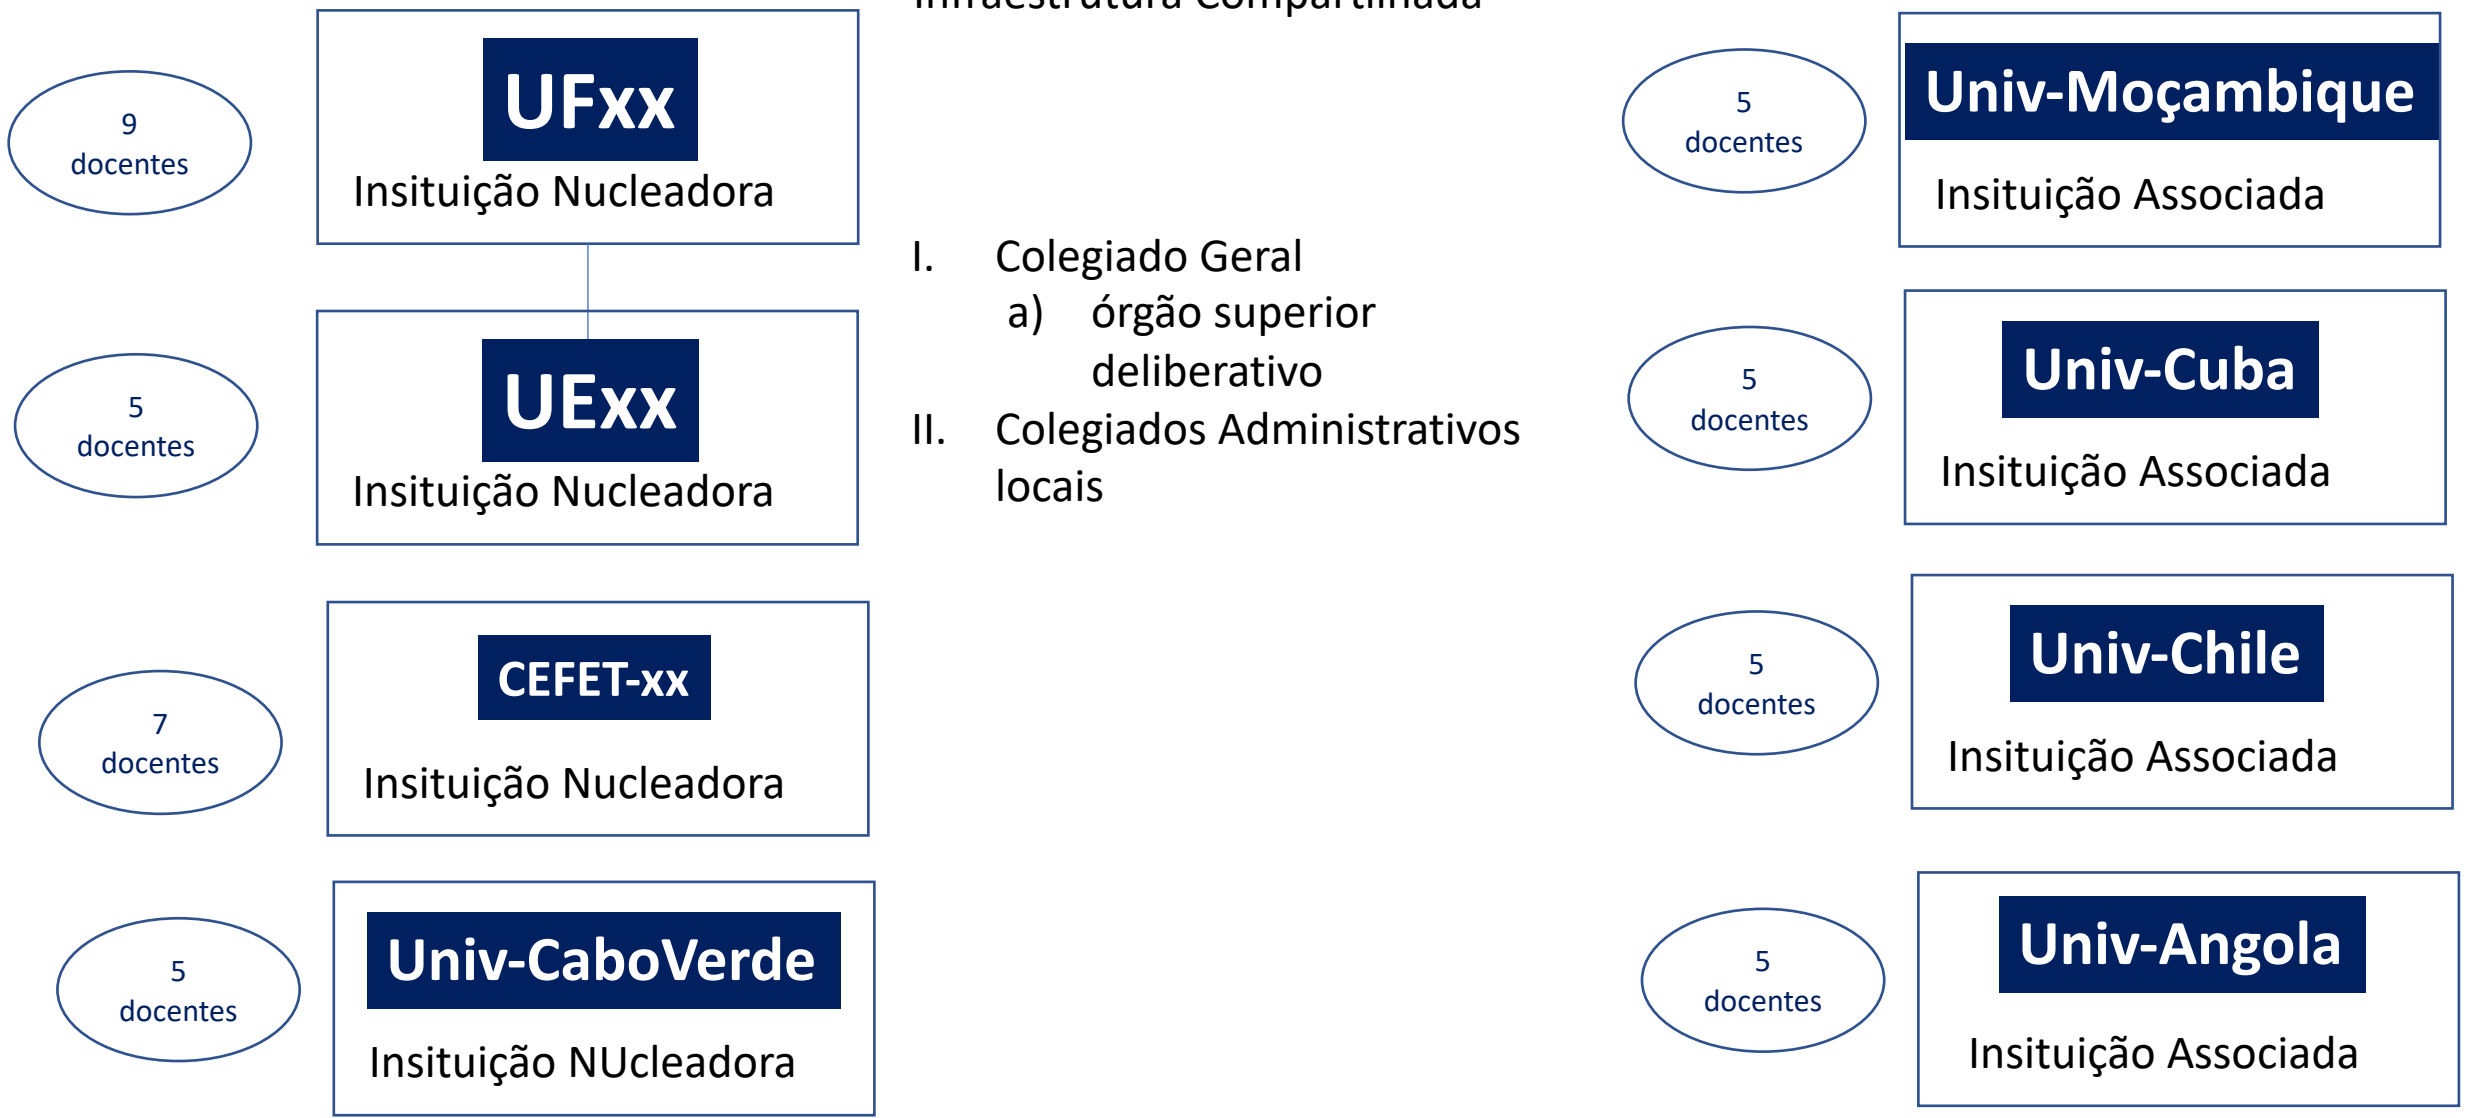 Infraestrutura Compartilhada
9
docentes
UFxx
Insituição Nucleadora
5
docentes
UExx
Insituição Nucleadora
7
docentes
CEFET-xx
Insituição Nucleadora
5
docentes
Univ-CaboVerde
Insituição NUcleadora
I. Colegiado Geral
a) órgão superior
deliberativo
II. Colegiados Administrativos
locais
5
docentes
Univ-Moçambique
Insituição Associada
5
docentes
Univ-Cuba
Insituição Associada
5
docentes
Univ-Chile
Insituição Associada
5
docentes
Univ-Angola
Insituição Associada